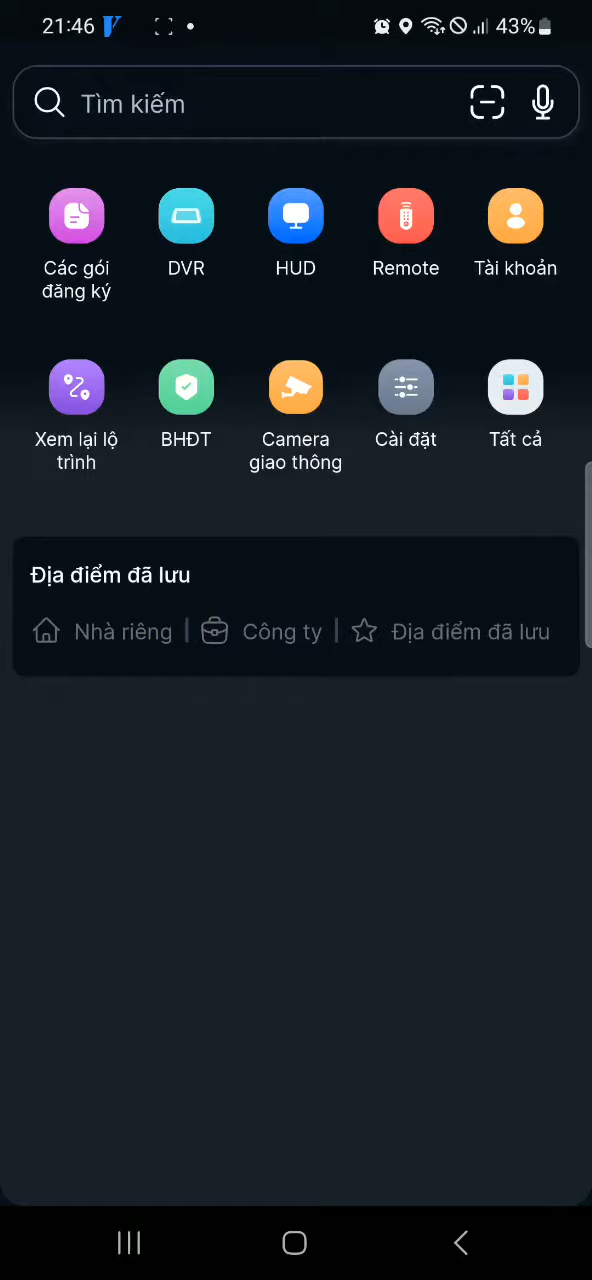 21:46
43%
Tìm kiếm
Các gói
đăng ký
DVR
HUD
Remote
Tài khoản
Xem lại lộ
trình
BHĐT
Camera
giao thông
Cài đặt
Tất cả
Địa điểm đã lưu
Nhà riêng
Công ty
Địa điểm đã lưu